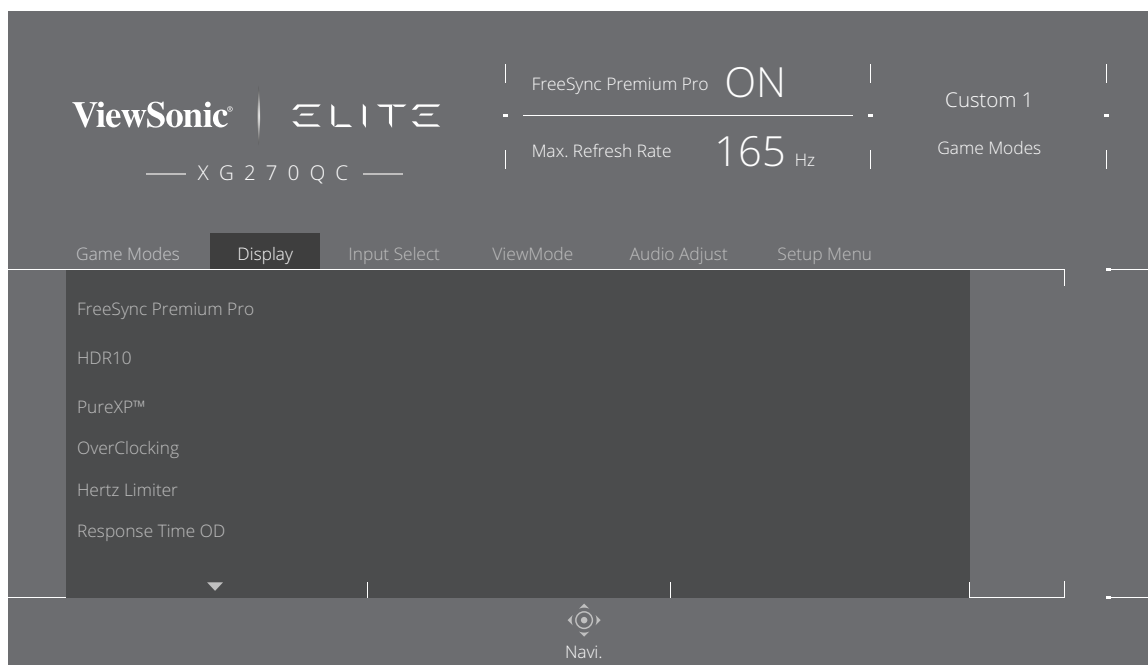 ViewSonic® ELITE
XG270QC
FreeSync Premium Pro ON
Max. Refresh Rate 165 Hz
Custom 1
Game Modes
Game Modes Display Input Select ViewMode Audio Adjust Setup Menu
FreeSync Premium Pro
HDR10
PureXP™
OverClocking
Hertz Limiter
Response Time OD
Navi.